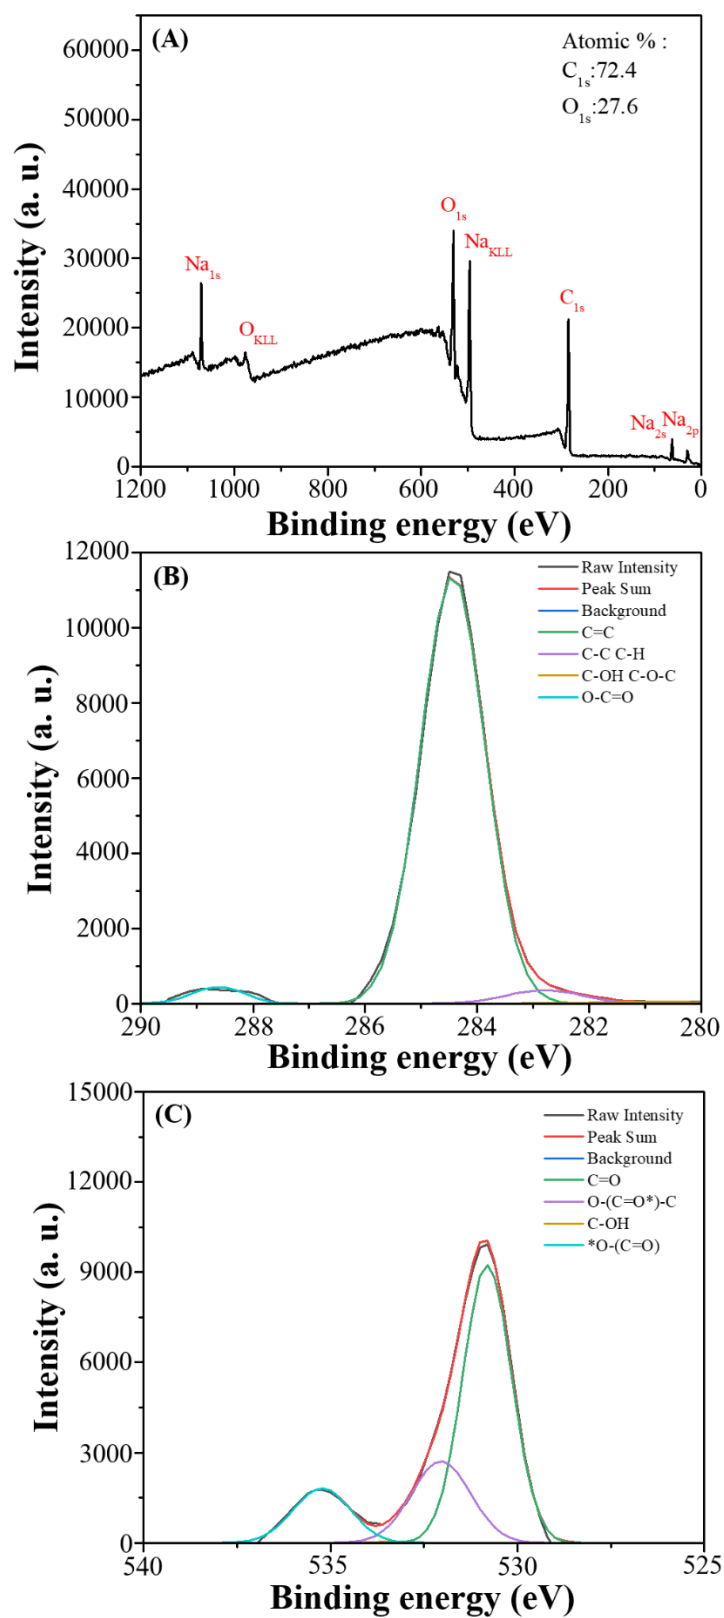 (A)
Atomic % :
C1s:72.4
O1s:27.6
60000
50000
40000
30000
20000
10000
0
Intensity (a. u.)
Na1s
OKLL
O1s
NaKLL
C1s
Na2s
Na2p
1200 1000 800 600 400 200 0
Binding energy (eV)
(B)
12000
10000
8000
6000
4000
2000
0
Intensity (a. u.)
Raw Intensity
Peak Sum
Background
C=C
C-C C-H
C-OH C-O-C
O-C=O
290 288 286 284 282 280
Binding energy (eV)
(C)
15000
12000
9000
6000
3000
0
Intensity (a. u.)
Raw Intensity
Peak Sum
Background
C=O
O-(C=O*)-C
C-OH
*O-(C=O)
540 535 530 525
Binding energy (eV)